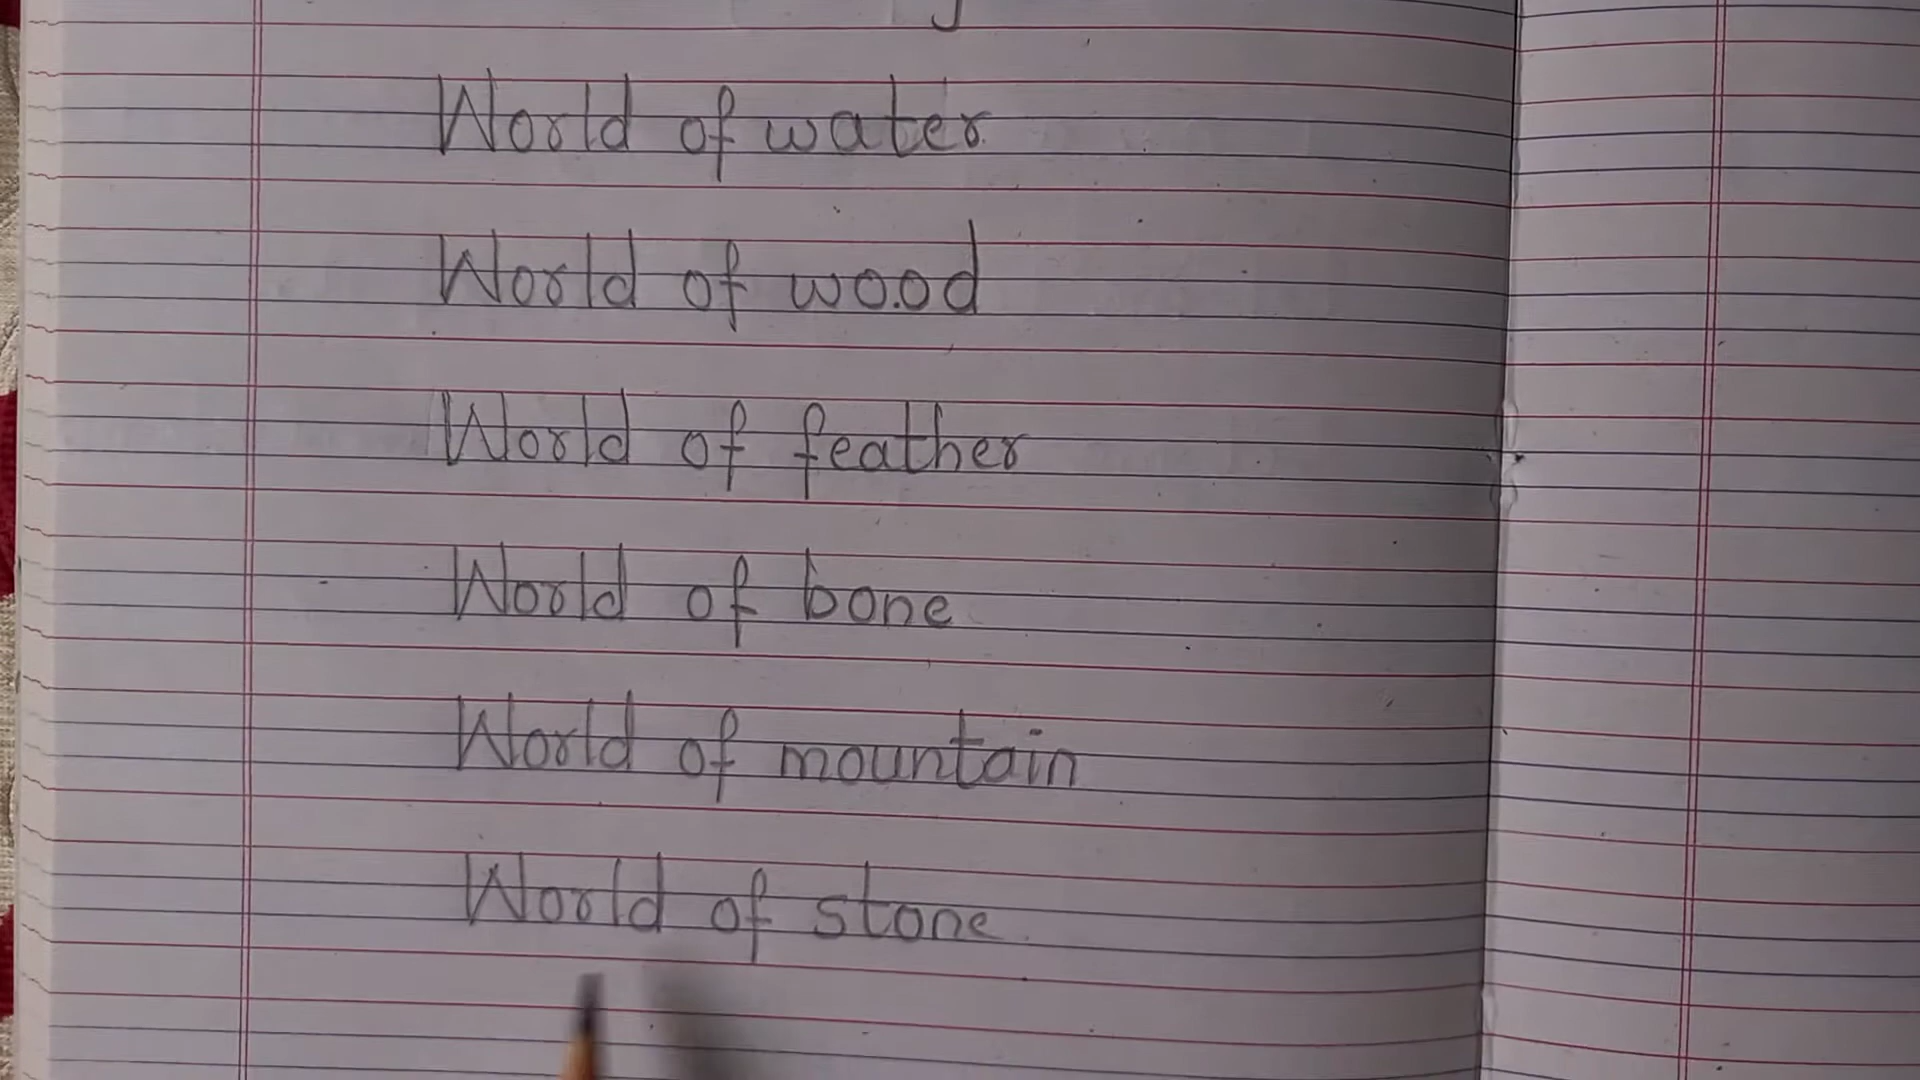 World of water
World of wood
World of feather
World of bone
World of mountain
World of stone